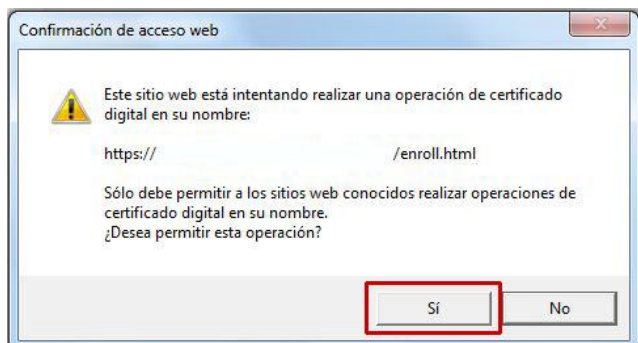 Confirmación de acceso web
Este sitio web está intentando realizar una operación de certificado
digital en su nombre:
https:// /enroll.html
Sólo debe permitir a los sitios web conocidos realizar operaciones de
certificado digital en su nombre.
¿Desea permitir esta operación?
Sí No